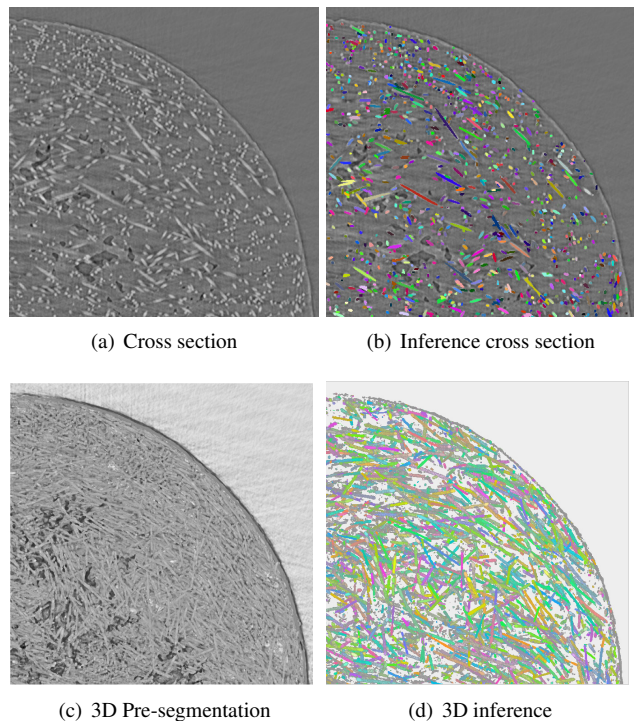 (a) Cross section
(b) Inference cross section
(c) 3D Pre-segmentation
(d) 3D inference